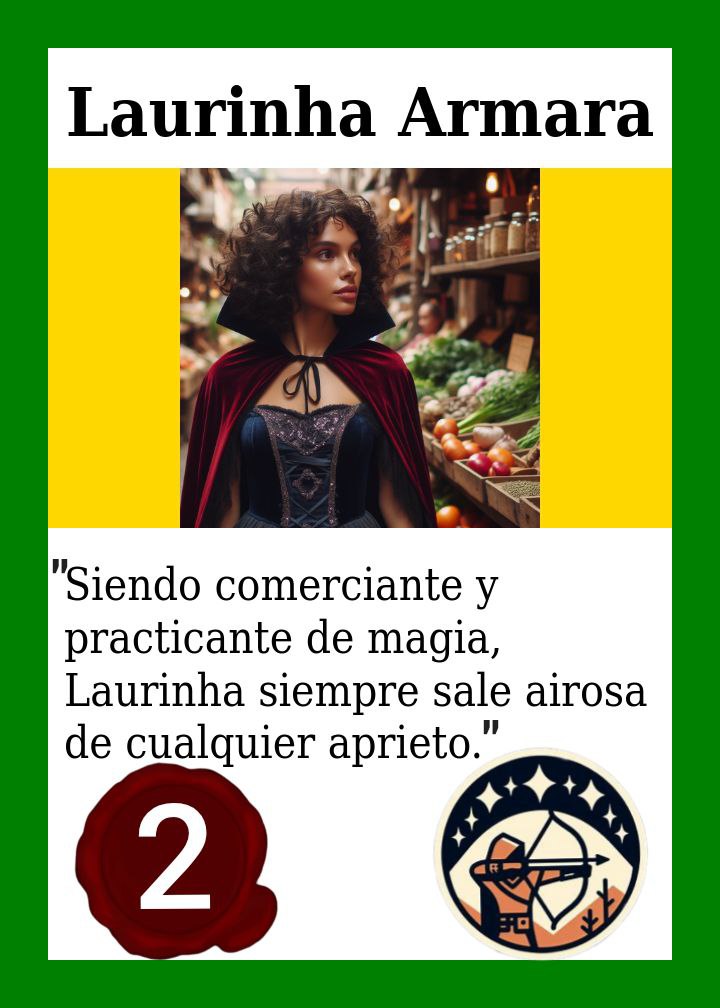 Laurinha Armara
"Siendo comerciante y
practicante de magia,
Laurinha siempre sale airosa
de cualquier aprieto."
2